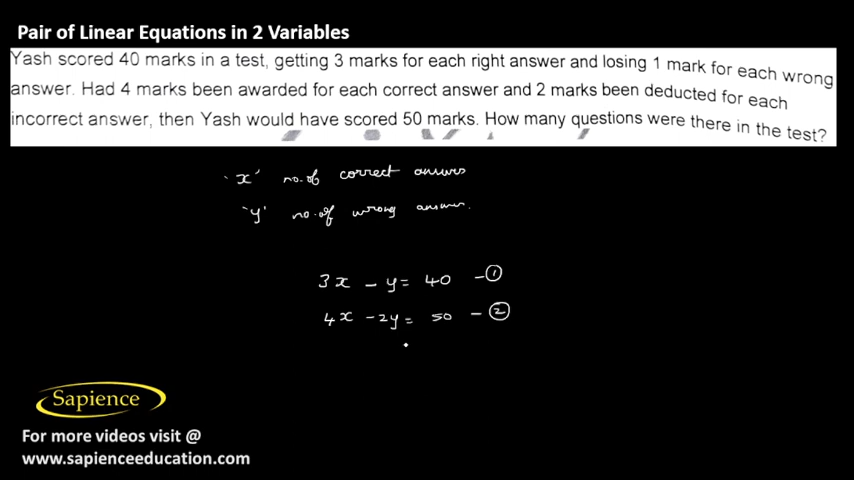 Pair of Linear Equations in 2 Variables
Yash scored 40 marks in a test, getting 3 marks for each right answer and losing 1 mark for each wrong
answer. Had 4 marks been awarded for each correct answer and 2 marks been deducted for each
incorrect answer, then Yash would have scored 50 marks. How many questions were there in the test?
'x' no. of correct answer
'y' no. of wrong answer.
3x - y = 40 - ①
4x - 2y = 50 - ②
Sapience
For more videos visit @
www.sapienceeducation.com